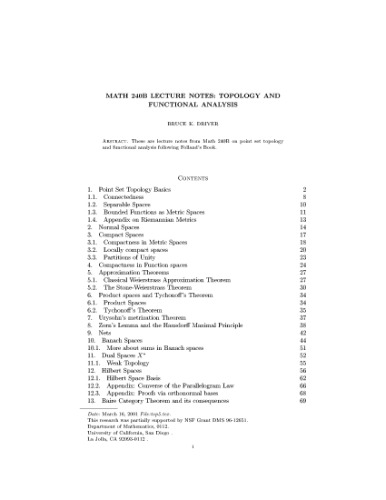 MATH 240B LECTURE NOTES: TOPOLOGY AND
FUNCTIONAL ANALYSIS
BRUCE K. DRIVER
Abstract. These are lecture notes from Math 240B on point set topology
and functional analysis following Folland's Book.
Contents
1. Point Set Topology Basics 2
1.1. Connectedness 8
1.2. Separable Spaces 10
1.3. Bounded Functions as Metric Spaces 11
1.4. Appendix on Riemannian Metrics 13
2. Normal Spaces 14
3. Compact Spaces 17
3.1. Compactness in Metric Spaces 18
3.2. Locally compact spaces 20
3.3. Partitions of Unity 23
4. Compactness in Function spaces 24
5. Approximation Theorems 27
5.1. Classical Weierstrass Approximation Theorem 27
5.2. The Stone-Weierstrass Theorem 30
6. Product spaces and Tychonoff's Theorem 34
6.1. Product Spaces 34
6.2. Tychonoff's Theorem 35
7. Urysohn's metrization Theorem 37
8. Zorn's Lemma and the Hausdorff Maximal Principle 38
9. Nets 42
10. Banach Spaces 44
10.1. More about sums in Banach spaces 51
11. Dual Spaces X* 52
11.1. Weak Topology 55
12. Hilbert Spaces 56
12.1. Hilbert Space Basis 62
12.2. Appendix: Converse of the Parallelogram Law 66
12.3. Appendix: Proofs via orthonormal bases 68
13. Baire Category Theorem and its consequences 69
Date: March 16, 2001
This research was partially supported by NSF Grant DMS 96-12651.
Department of Mathematics, 0112.
University of California, San Diego .
La Jolla, CA 92093-0112 .
1